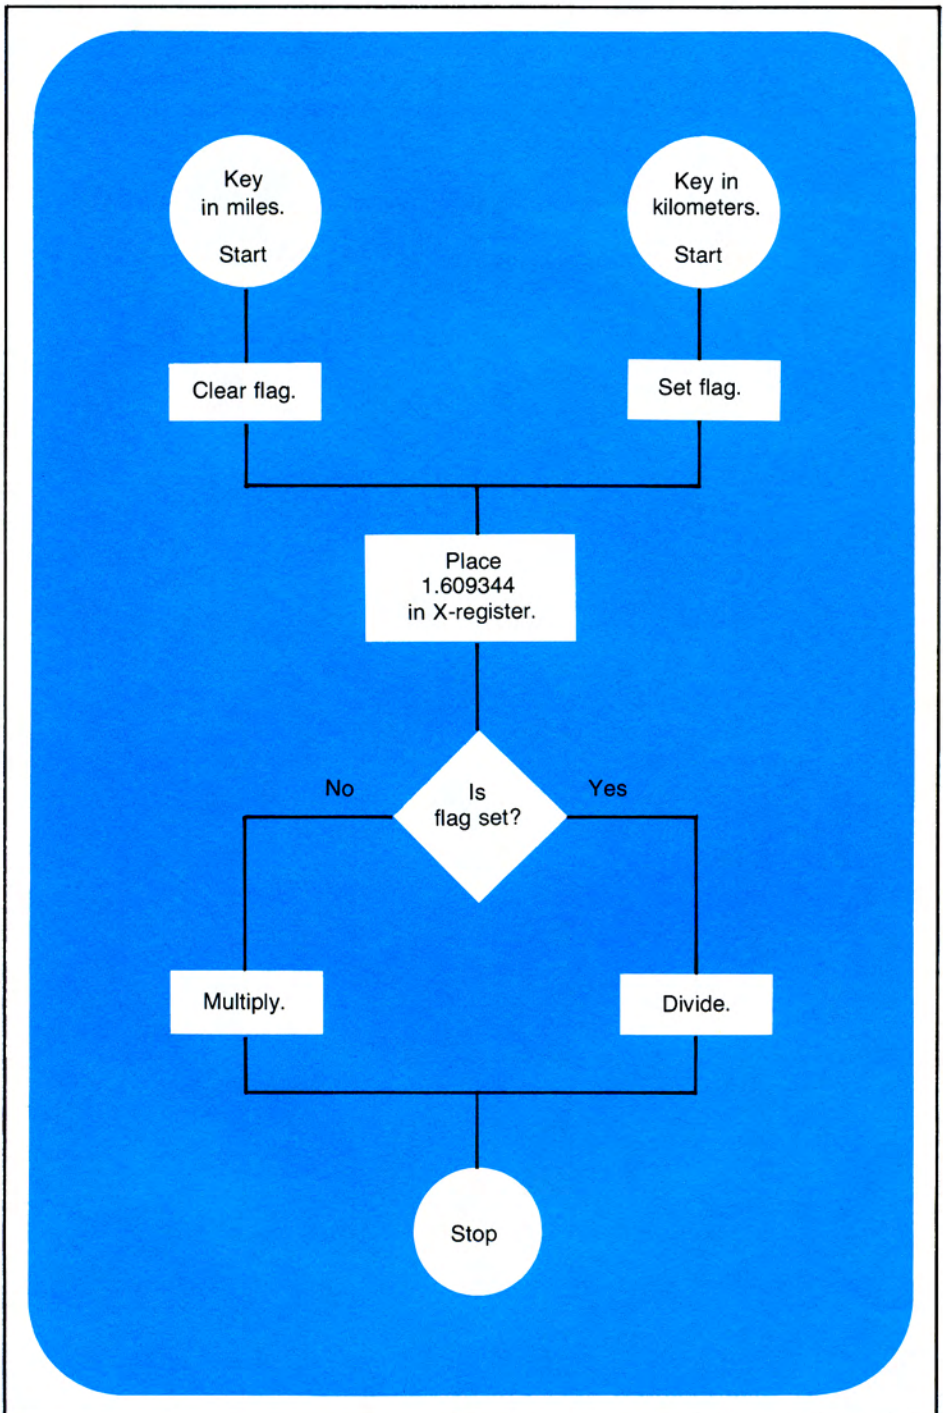 Key
in miles.
Start
Key in
kilometers.
Start
Clear flag.
Set flag.
Place
1.609344
in X-register.
Is
flag set?
No
Yes
Multiply.
Divide.
Stop